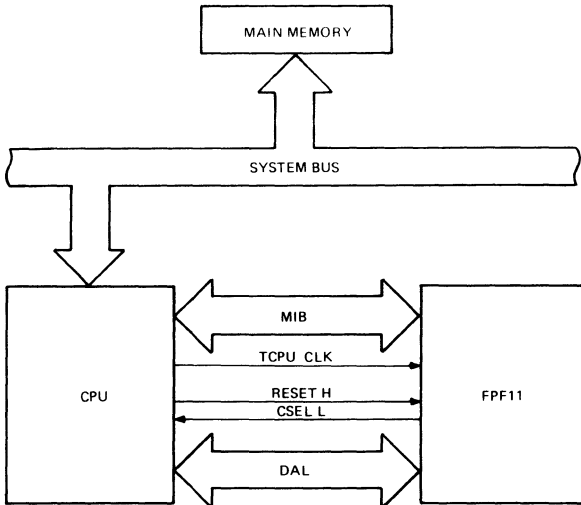 MAIN MEMORY
SYSTEM BUS
MIB
TCPU CLK
CPU
RESET H
FPF11
CSEL L
DAL